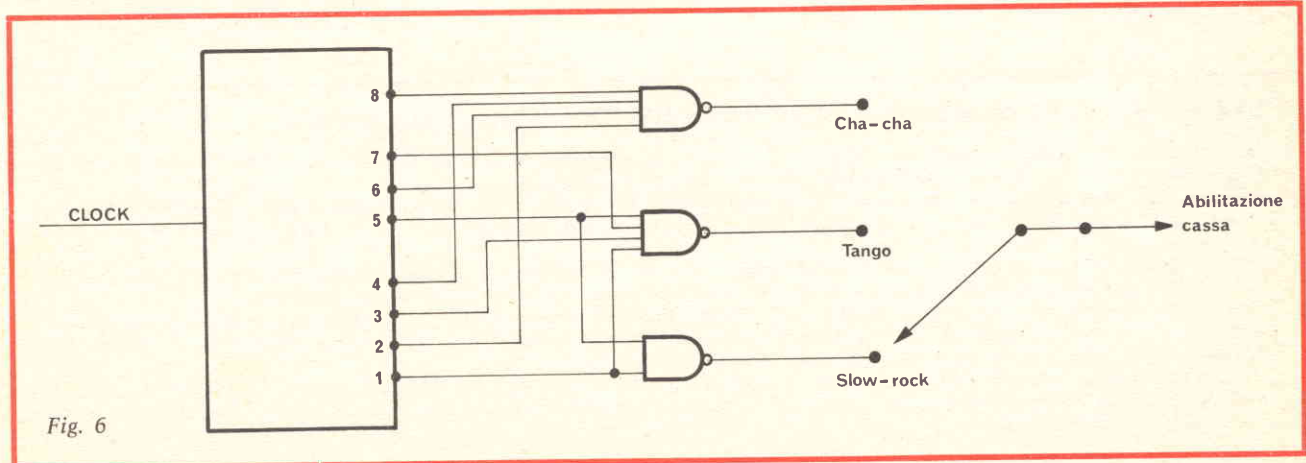 8
Cha-cha
7
6
CLOCK
5
Abilitazione
cassa
Tango
4
3
2
1
Slow-rock
Fig. 6